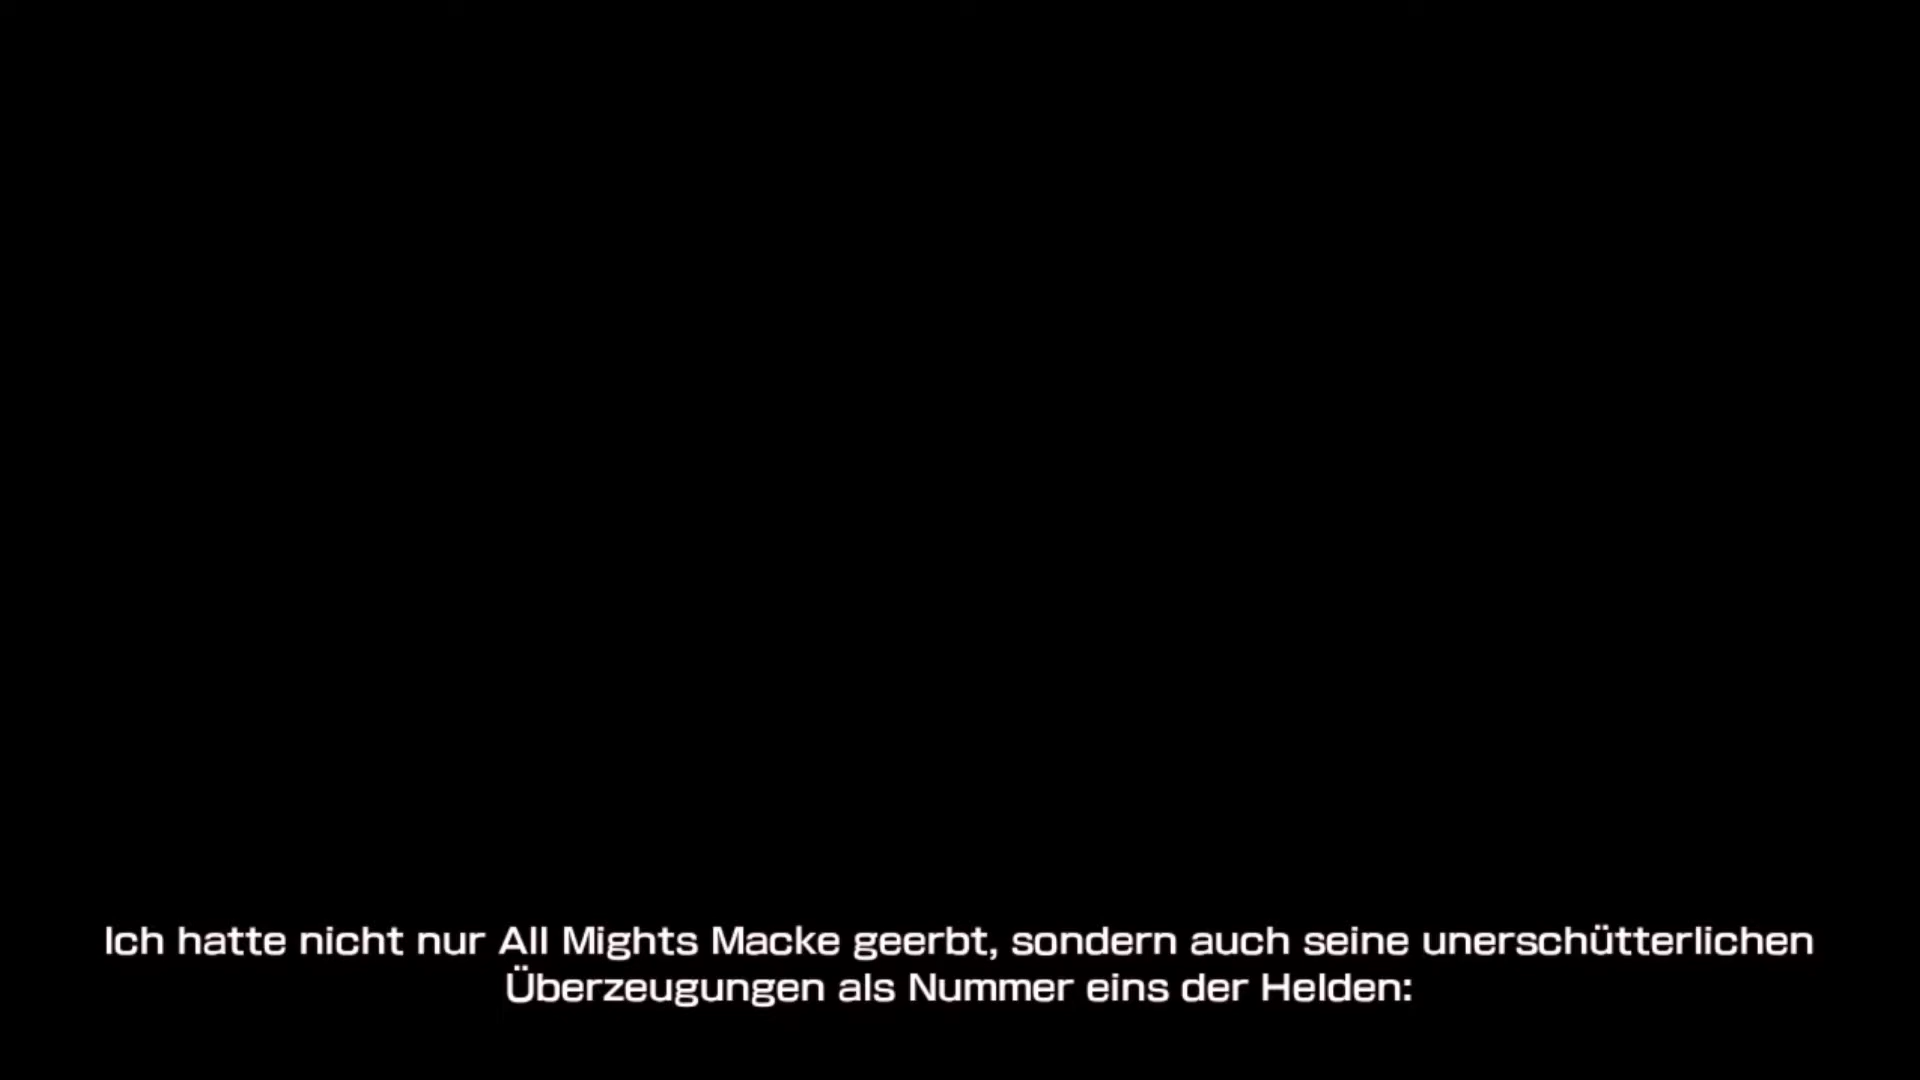 Ich hatte nicht nur All Mights Macke geerbt, sondern auch seine unerschütterlichen
Überzeugungen als Nummer eins der Helden: